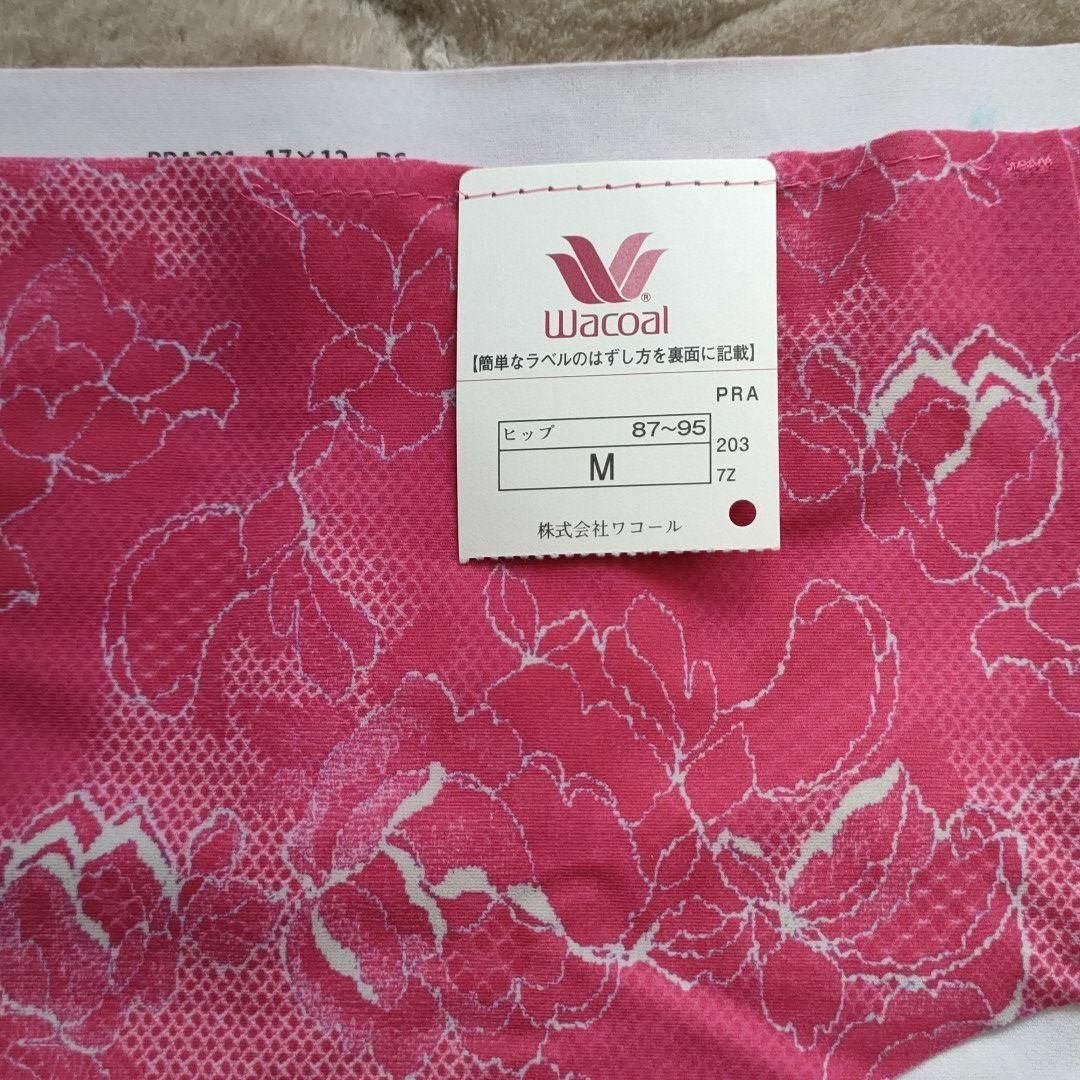 Wacoal
®
【簡単なラベルのはずし方を裏面に記載】
PRA
ヒップ 87~95
M
203
7Z
株式会社ワコール